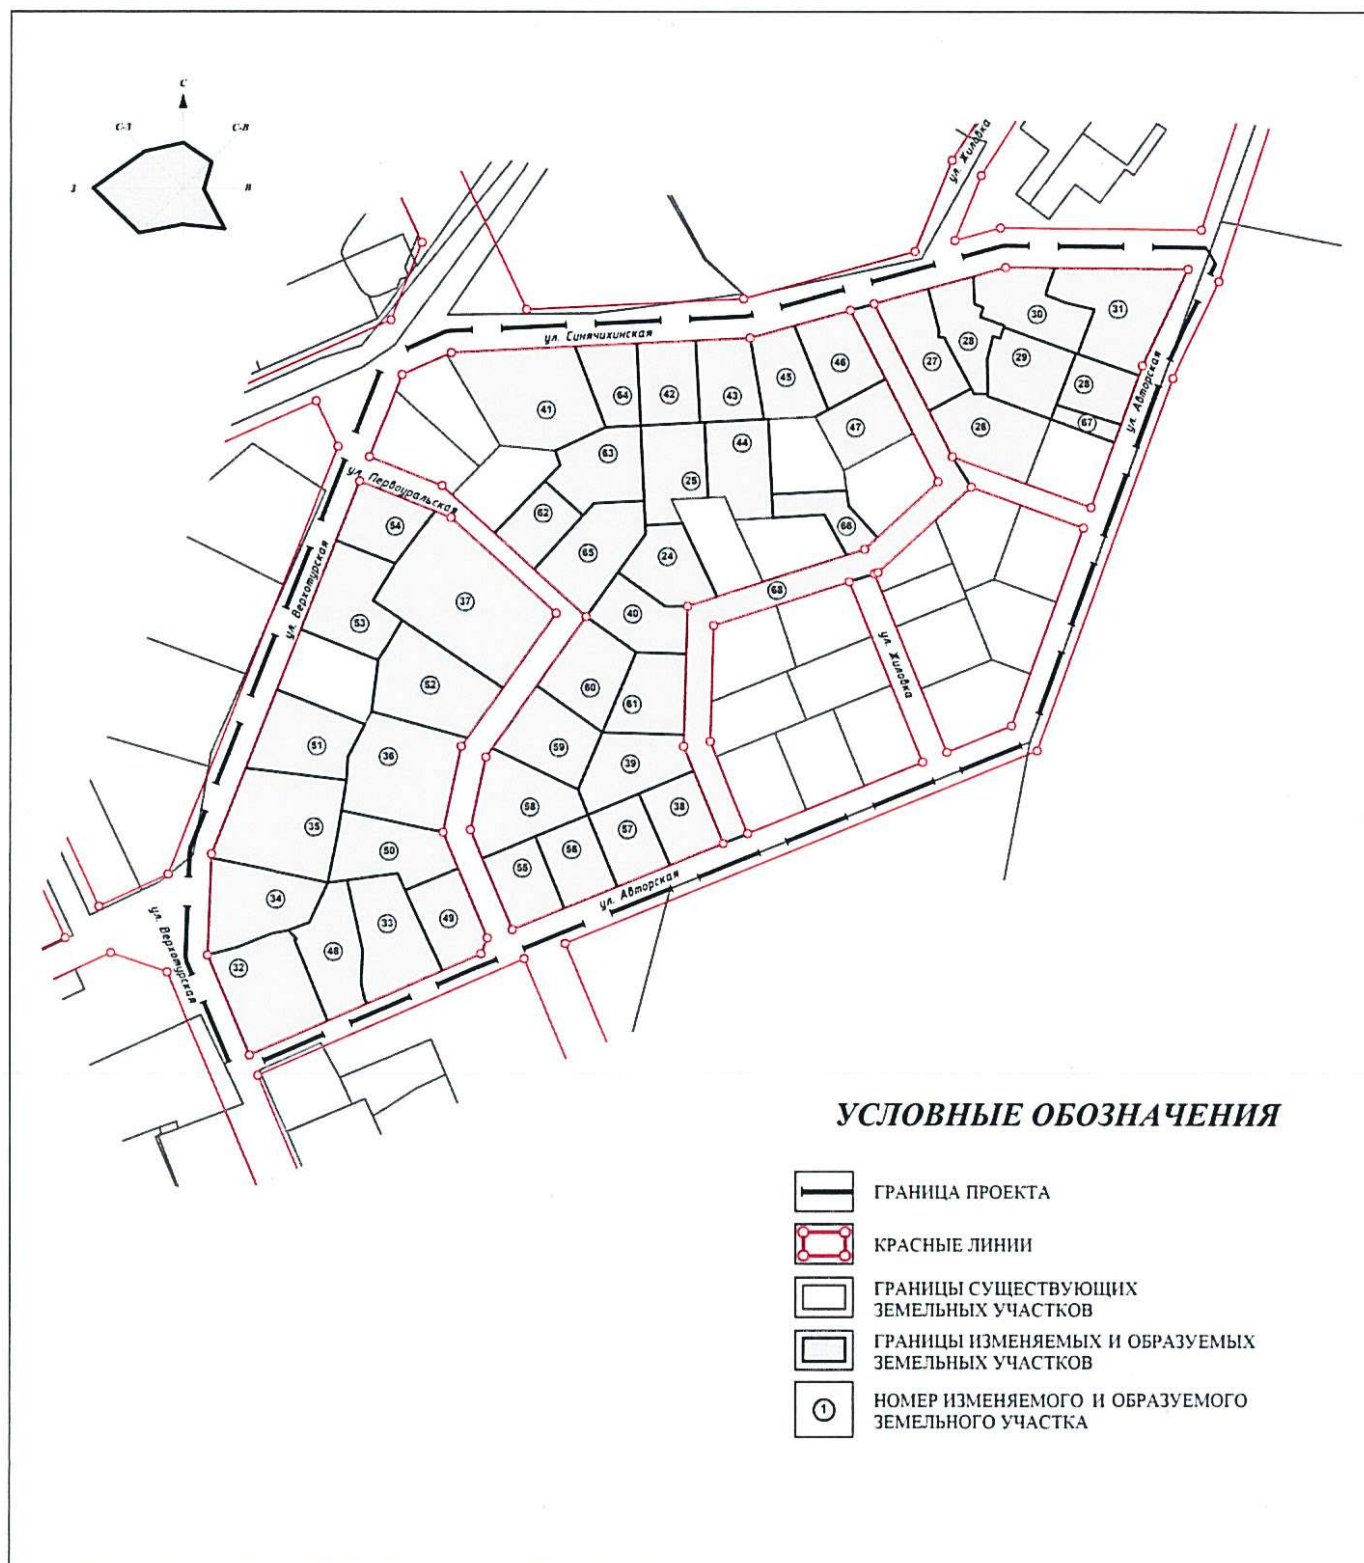 С
С-З
С-В
З
В
ул. Жиловка
ул. Синячихинская
31
30
28
46
29
27
45
64
42
43
41
28
67
ул. Авторская
47
26
44
63
25
ул. Первоуральская
62
54
66
65
24
68
37
ул. Верхотурская
53
40
ул. Жиловка
52
60
61
51
59
36
39
58
38
35
57
50
56
55
ул. Авторская
34
49
33
48
ул. Верхотурская
32
УСЛОВНЫЕ ОБОЗНАЧЕНИЯ
ГРАНИЦА ПРОЕКТА
КРАСНЫЕ ЛИНИИ
ГРАНИЦЫ СУЩЕСТВУЮЩИХ
ЗЕМЕЛЬНЫХ УЧАСТКОВ
ГРАНИЦЫ ИЗМЕНЯЕМЫХ И ОБРАЗУЕМЫХ
ЗЕМЕЛЬНЫХ УЧАСТКОВ
1
НОМЕР ИЗМЕНЯЕМОГО И ОБРАЗУЕМОГО
ЗЕМЕЛЬНОГО УЧАСТКА